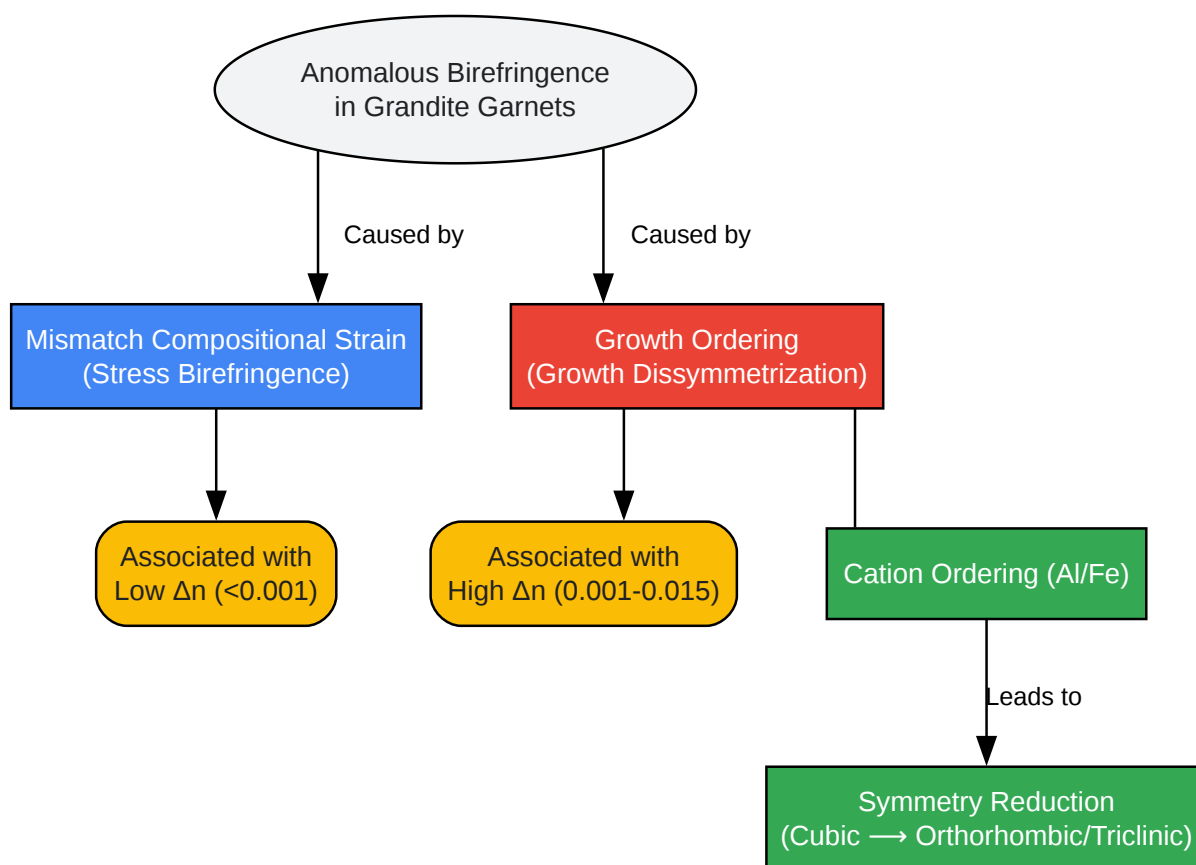 Anomalous Birefringence
in Grandite Garnets
Caused by
Caused by
Mismatch Compositional Strain
(Stress Birefringence)
Growth Ordering
(Growth Dissymmetrization)
Associated with
Low Δn (<0.001)
Associated with
High Δn (0.001-0.015)
Cation Ordering (Al/Fe)
Leads to
Symmetry Reduction
(Cubic ⟶ Orthorhombic/Triclinic)